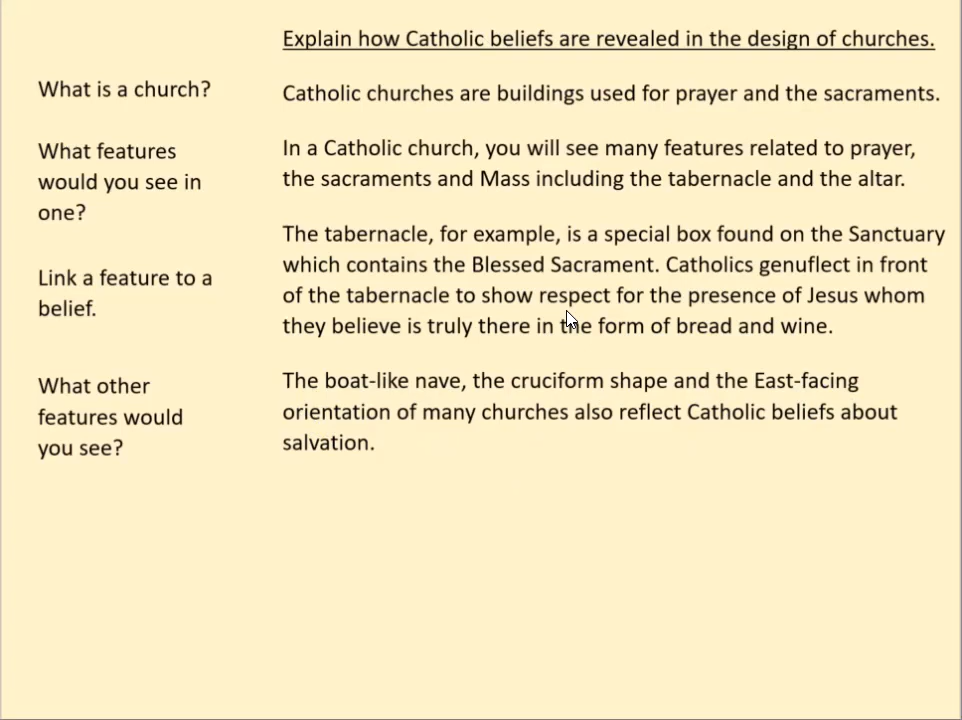 Explain how Catholic beliefs are revealed in the design of churches.
What is a church?
Catholic churches are buildings used for prayer and the sacraments.
What features
would you see in
one?
In a Catholic church, you will see many features related to prayer,
the sacraments and Mass including the tabernacle and the altar.
Link a feature to a
belief.
The tabernacle, for example, is a special box found on the Sanctuary
which contains the Blessed Sacrament. Catholics genuflect in front
of the tabernacle to show respect for the presence of Jesus whom
they believe is truly there in the form of bread and wine.
What other
features would
you see?
The boat-like nave, the cruciform shape and the East-facing
orientation of many churches also reflect Catholic beliefs about
salvation.